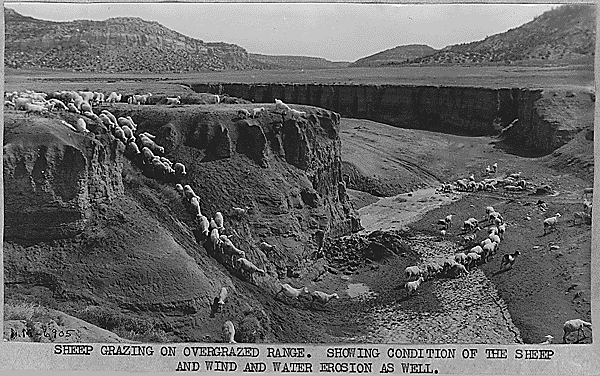 SHEEP GRAZING ON OVERGRAZED RANGE. SHOWING CONDITION OF THE SHEEP
AND WIND AND WATER EROSION AS WELL.